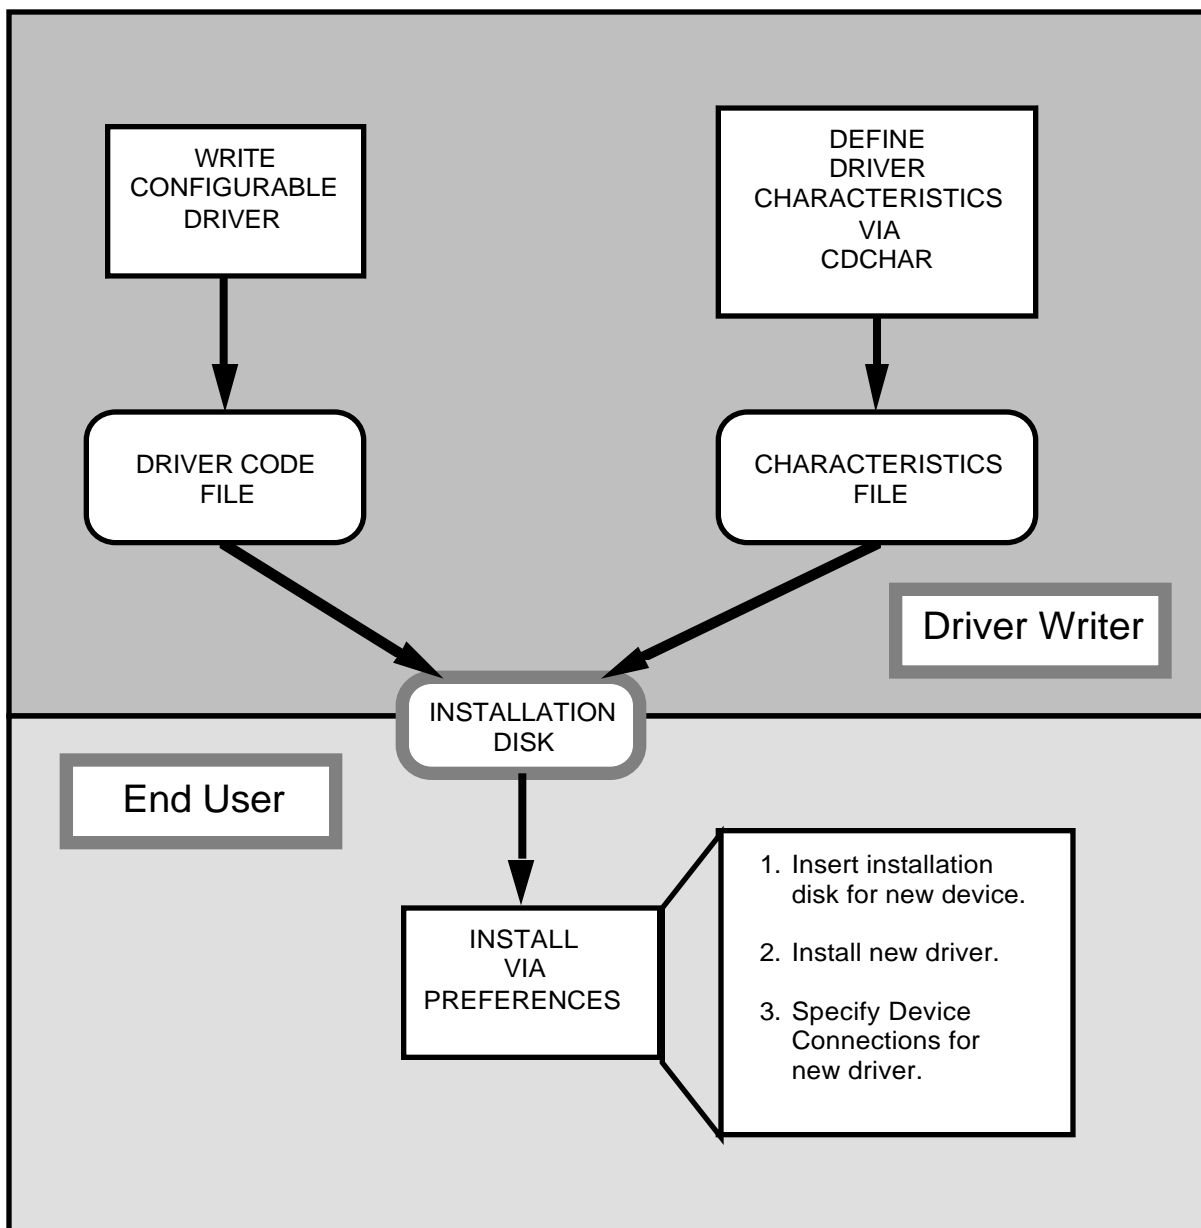 WRITE
CONFIGURABLE
DRIVER
DEFINE
DRIVER
CHARACTERISTICS
VIA
CDCHAR
DRIVER CODE
FILE
CHARACTERISTICS
FILE
Driver Writer
INSTALLATION
DISK
End User
INSTALL
VIA
PREFERENCES
1. Insert installation
disk for new device.
2. Install new driver.
3. Specify Device
Connections for
new driver.